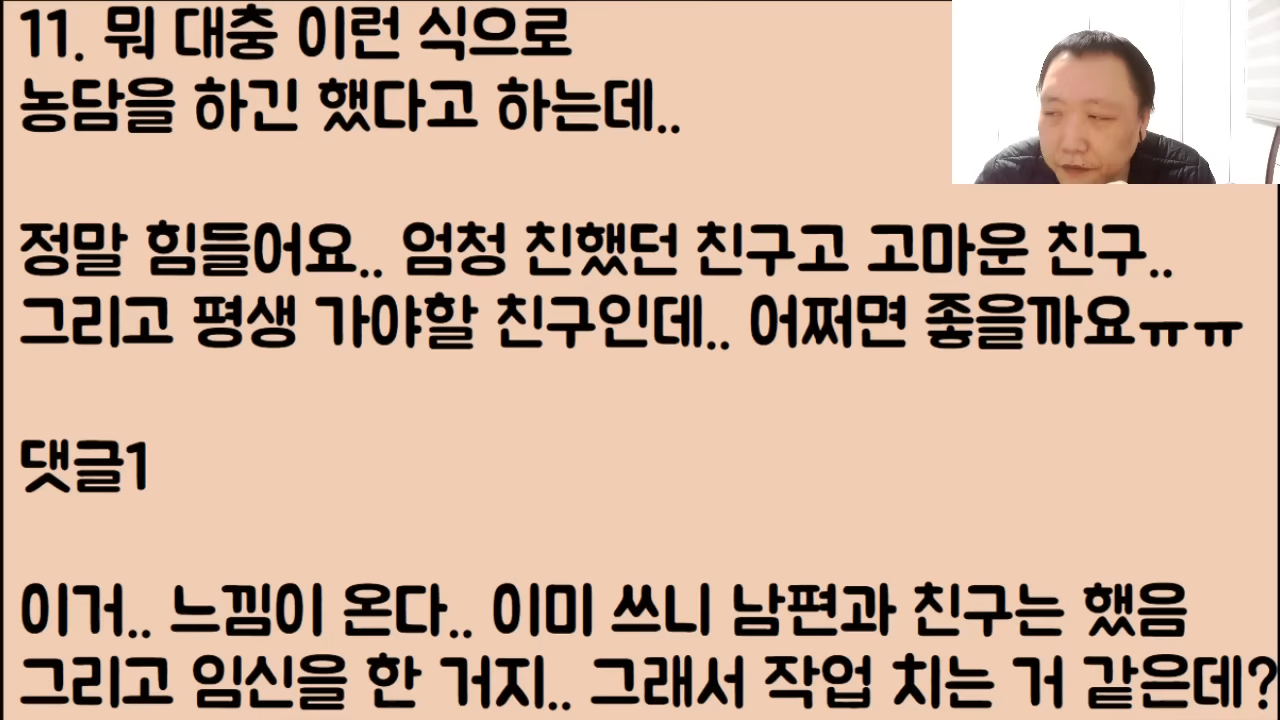 11. 뭐 대충 이런 식으로
농담을 하긴 했다고 하는데..
정말 힘들어요.. 엄청 친했던 친구고 고마운 친구..
그리고 평생 가야할 친구인데.. 어쩌면 좋을까요ㅠㅠ
댓글1
이거.. 느낌이 온다.. 이미 쓰니 남편과 친구는 했음
그리고 임신을 한 거지.. 그래서 작업 치는 거 같은데?